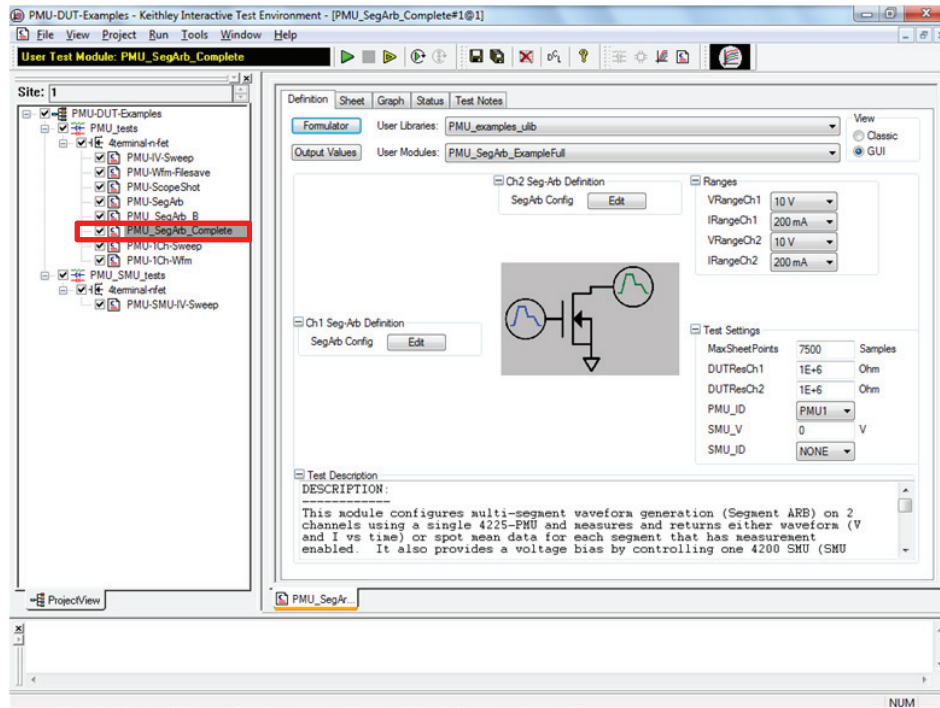 PMU-DUT-Examples - Keithley Interactive Test Environment - [PMU_SegArb_Complete#1@1]
File View Project Run Tools Window Help
User Test Module: PMU_SegArb_Complete
Site: 1
PMU-DUT-Examples
PMU_tests
4terminal-n-fet
PMU-IV-Sweep
PMU-Wfm-Filesave
PMU-ScopeShot
PMU-SegArb
PMU_SegArb_B
PMU_SegArb_Complete
PMU-1Ch-Sweep
PMU-1Ch-Wfm
PMU_SMU_tests
4terminal-nfet
PMU-SMU-IV-Sweep
ProjectView
Definition Sheet Graph Status Test Notes
Formulator User Libraries: PMU_examples_ulib
Output Values User Modules: PMU_SegArb_ExampleFull
View
Classic
GUI
Ch2 Seg-Arb Definition
SegArb Config Edit
Ranges
VRangeCh1 10 V
IRangeCh1 200 mA
VRangeCh2 10 V
IRangeCh2 200 mA
Ch1 Seg-Arb Definition
SegArb Config Edit
Test Settings
MaxSheetPoints 7500 Samples
DUTResCh1 1E+6 Ohm
DUTResCh2 1E+6 Ohm
PMU_ID PMU1
SMU_V 0 V
SMU_ID NONE
Test Description
DESCRIPTION:
------------
This module configures multi-segment waveform generation (Segment ARB) on 2
channels using a single 4225-PMU and measures and returns either waveform (V
and I vs time) or spot mean data for each segment that has measurement
enabled. It also provides a voltage bias by controlling one 4200 SMU (SMU
PMU_SegAr...
NUM